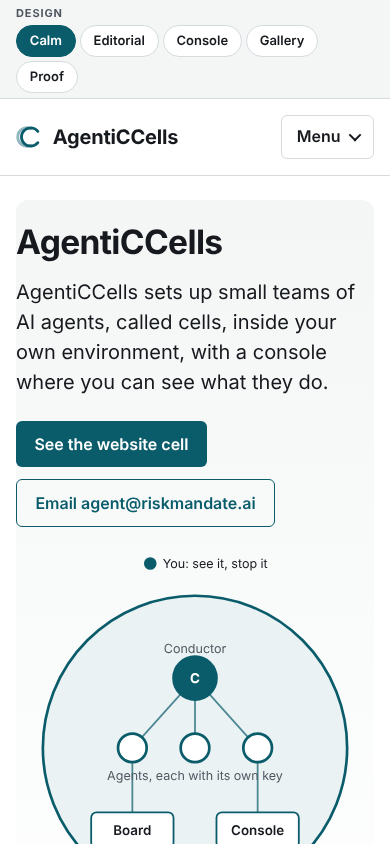 DESIGN
Calm
Editorial
Console
Gallery
Proof
AgentiCCells
Menu
AgentiCCells
AgentiCCells sets up small teams of
AI agents, called cells, inside your
own environment, with a console
where you can see what they do.
See the website cell
Email agent@riskmandate.ai
You: see it, stop it
Conductor
C
Agents, each with its own key
Board
Console